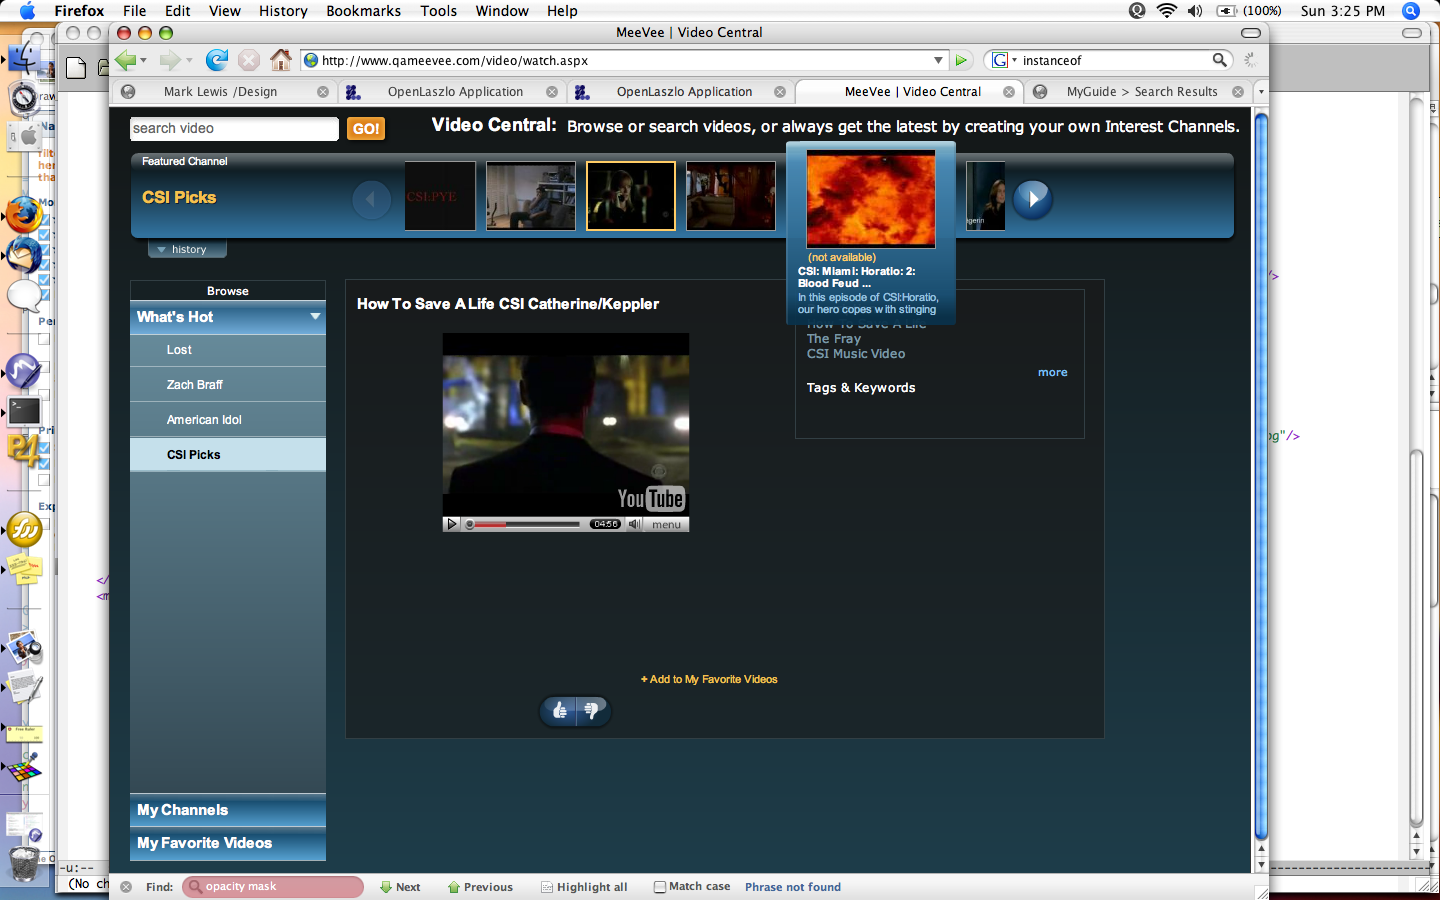 Firefox File Edit View History Bookmarks Tools Window Help (100%) Sun 3:25 PM
MeeVee | Video Central
http://www.qameevee.com/video/watch.aspx
instanceof
Mark Lewis /Design
OpenLaszlo Application
OpenLaszlo Application
MeeVee | Video Central
MyGuide > Search Results
search video
GO!
Video Central: Browse or search videos, or always get the latest by creating your own Interest Channels.
Featured Channel
CSI Picks
CSI,PYE
history
(not available)
CSI: Miami: Horatio: 2:
Blood Feud ...
In this episode of CSI:Horatio,
our hero copes with stinging
Browse
What's Hot
Lost
Zach Braff
American Idol
CSI Picks
My Channels
My Favorite Videos
How To Save A Life CSI Catherine/Keppler
YouTube
04:56
menu
How To Save A Life
The Fray
CSI Music Video
more
Tags & Keywords
+ Add to My Favorite Videos
Find:
opacity mask
Next
Previous
Highlight all
Match case
Phrase not found
/>
"/>
</
<m
-u:--
(No ch